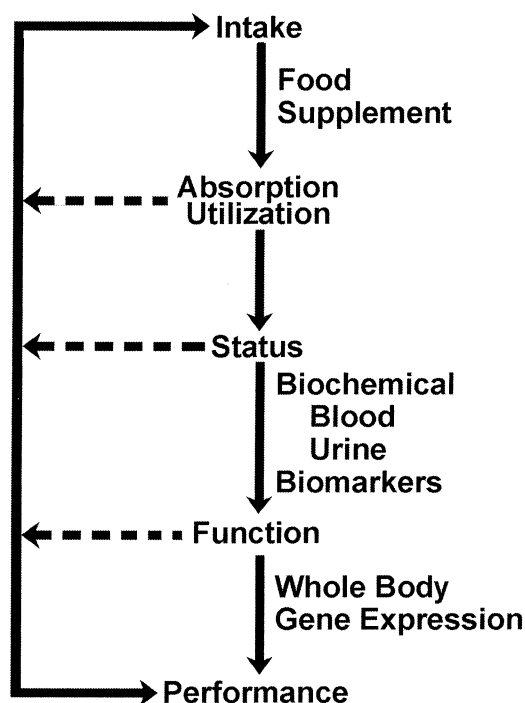 Intake
Food
Supplement
Absorption
Utilization
Status
Biochemical
Blood
Urine
Biomarkers
Function
Whole Body
Gene Expression
Performance